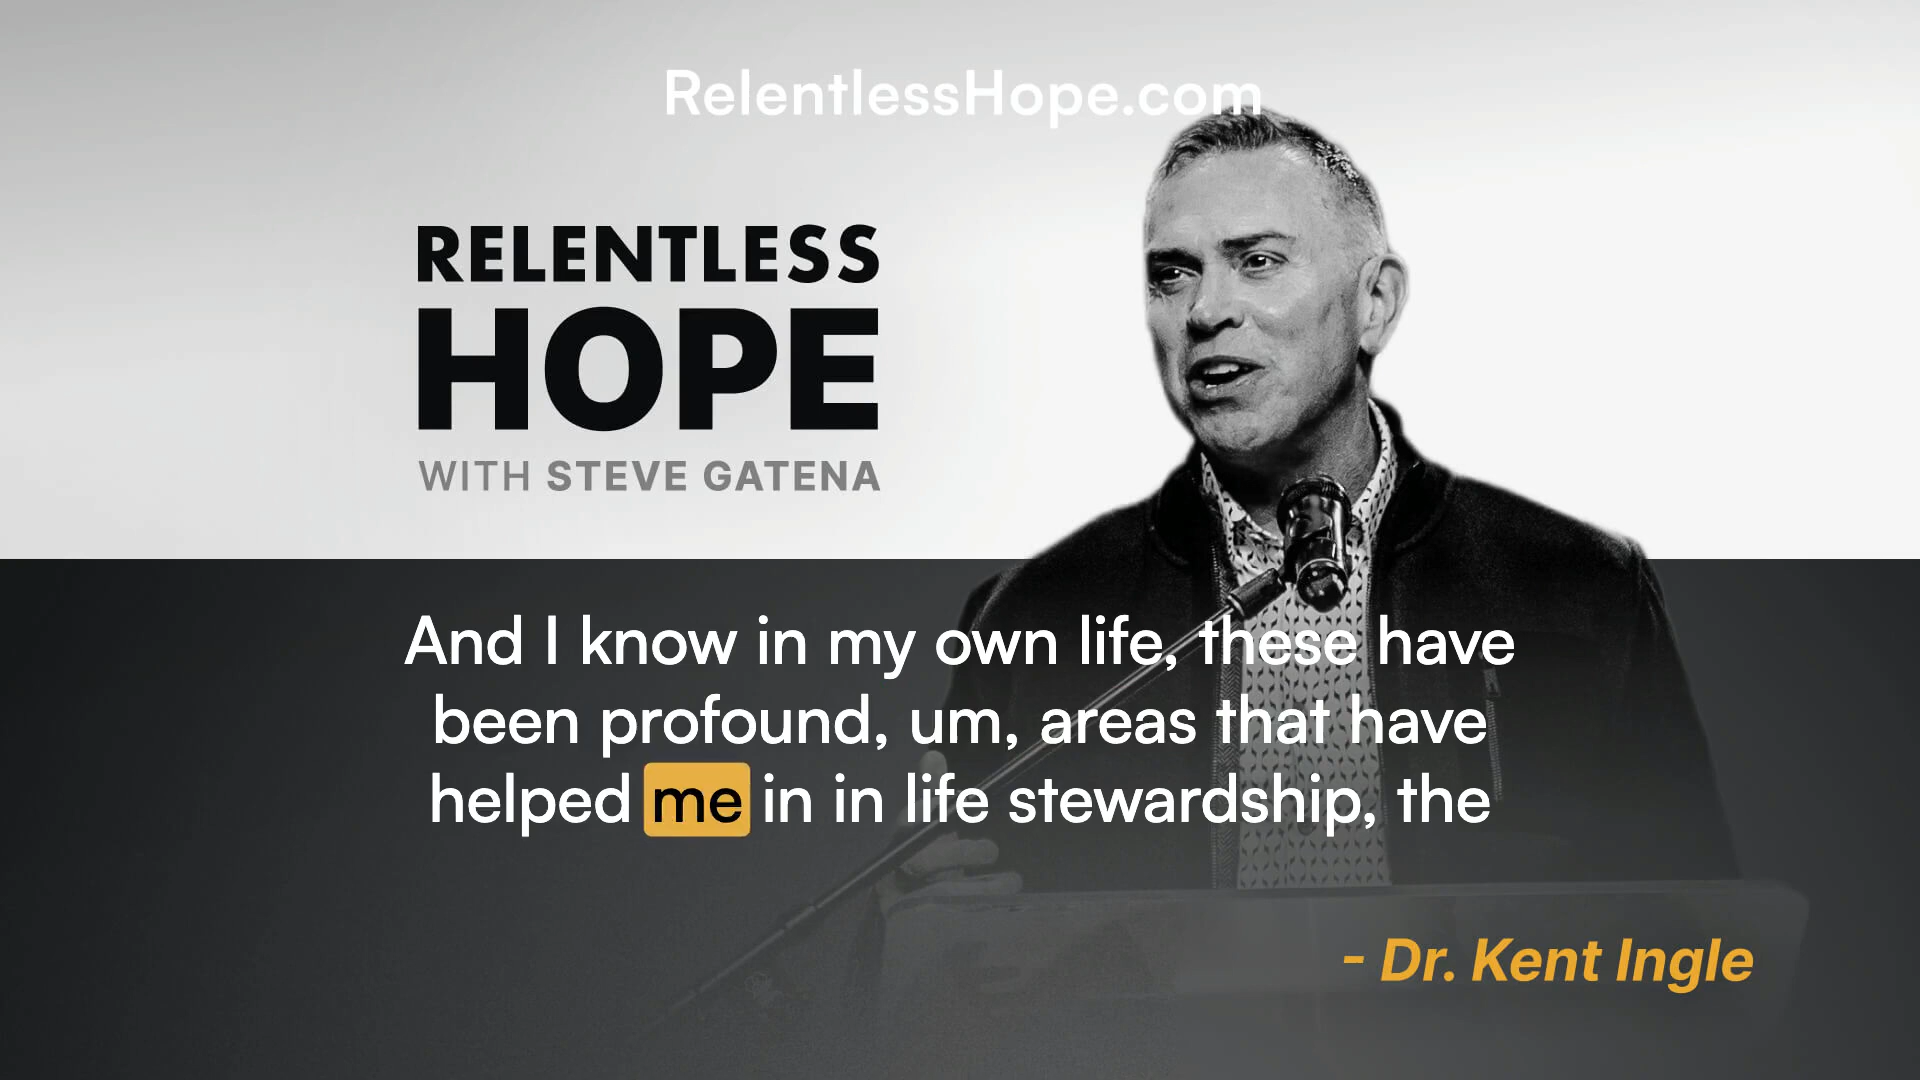 RelentlessHope.com
RELENTLESS
HOPE
WITH STEVE GATENA
And I know in my own life, these have
been profound, um, areas that have
helped me in in life stewardship, the
- Dr. Kent Ingle